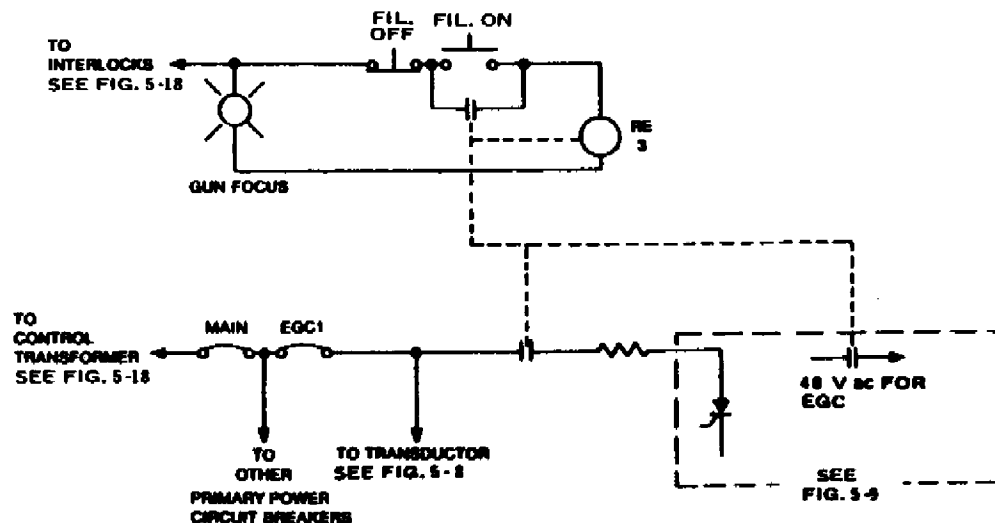 FIL. OFF
FIL. ON
TO
INTERLOCKS
SEE FIG. 5-18
RE
3
GUN FOCUS
TO
CONTROL
TRANSFORMER
SEE FIG. 5-18
MAIN
EGC1
48 V ac FOR
EGC
TO
OTHER
PRIMARY POWER
CIRCUIT BREAKERS
TO TRANSDUCTOR
SEE FIG. 5-8
SEE
FIG. 5-9